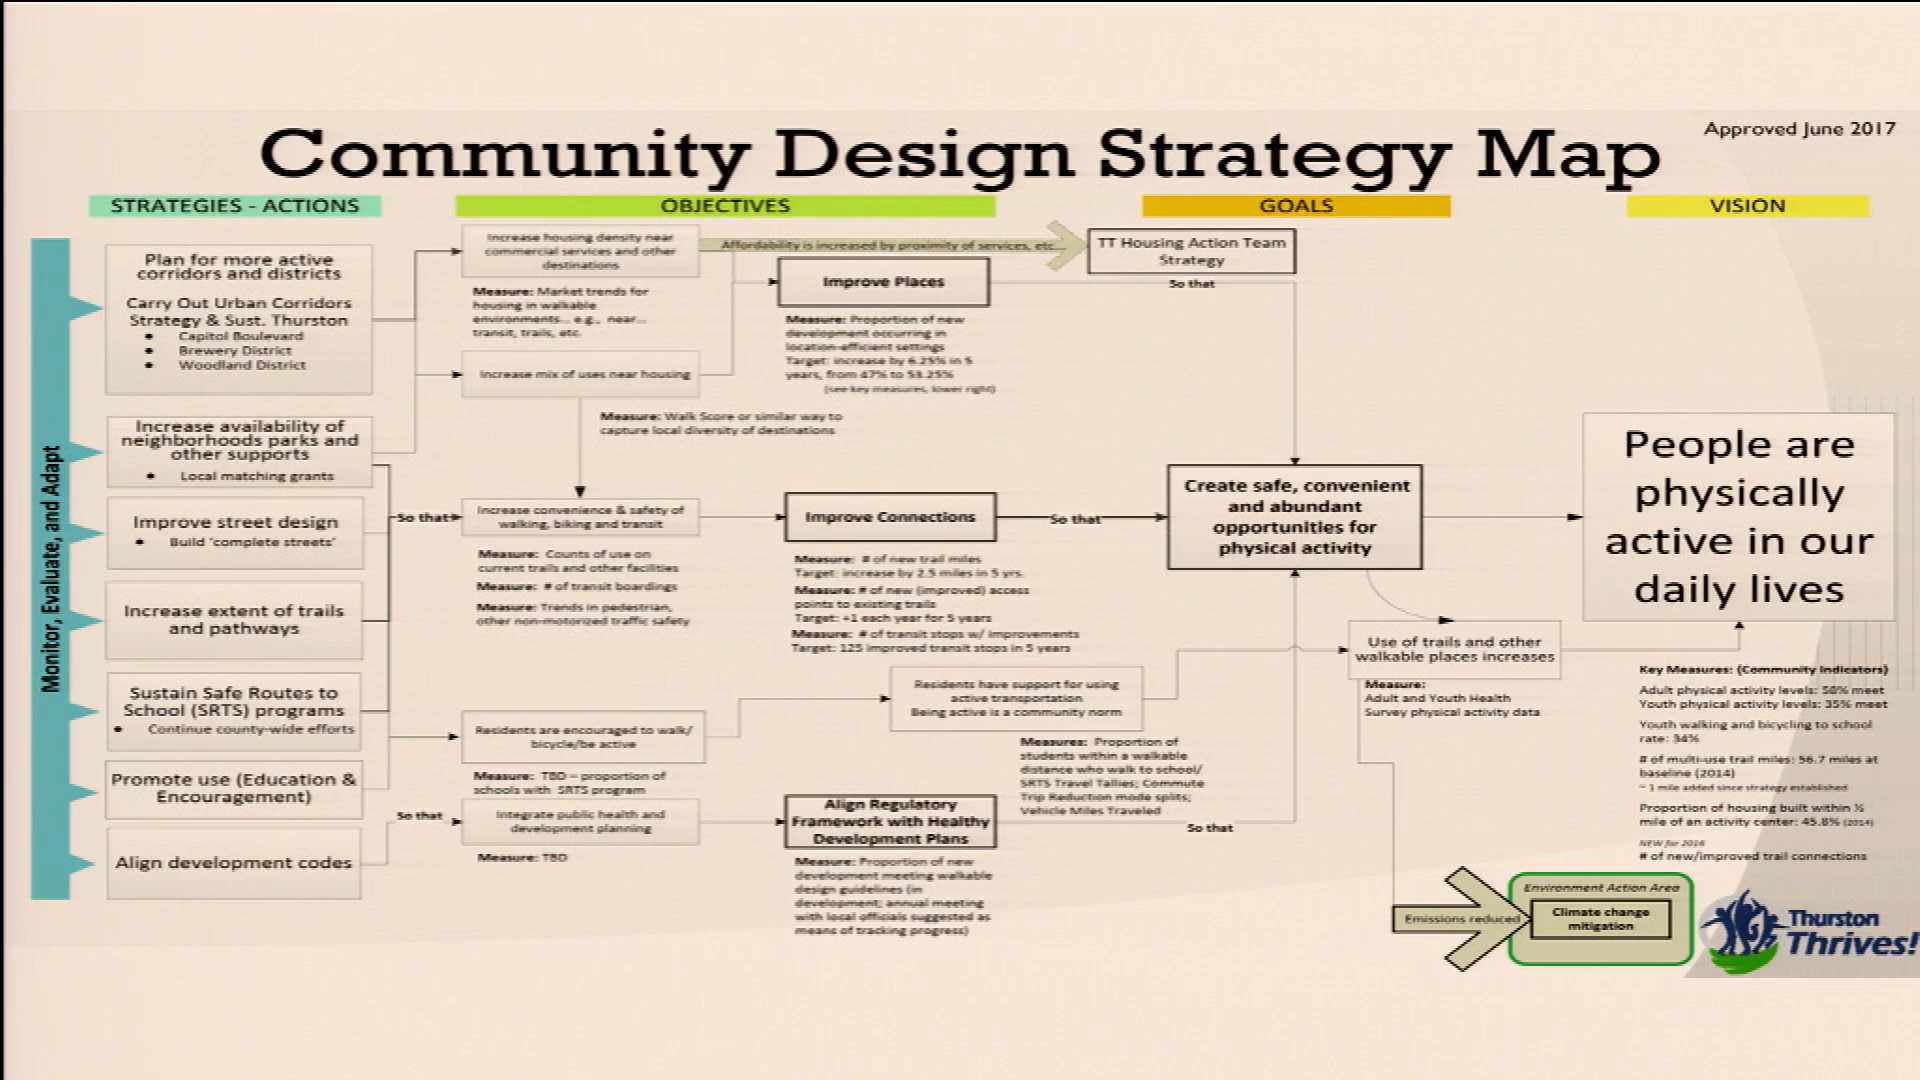 Community Design Strategy Map
Approved June 2017
STRATEGIES - ACTIONS
OBJECTIVES
GOALS
VISION
Monitor, Evaluate, and Adapt
Plan for more active
corridors and districts
Carry Out Urban Corridors
Strategy & Sust. Thurston
• Capitol Boulevard
• Brewery District
• Woodland District
Increase availability of
neighborhoods parks and
other supports
• Local matching grants
Improve street design
• Build 'complete streets'
Increase extent of trails
and pathways
Sustain Safe Routes to
School (SRTS) programs
• Continue county-wide efforts
Promote use (Education &
Encouragement)
Align development codes
So that
So that
Increase housing density near
commercial services and other
destinations
Measure: Market trends for
housing in walkable
environments... e.g., near...
transit, trails, etc.
Increase mix of uses near housing
Measure: Walk Score or similar way to
capture local diversity of destinations
Increase convenience & safety of
walking, biking and transit
Measure: Counts of use on
current trails and other facilities
Measure: # of transit boardings
Measure: Trends in pedestrian,
other non-motorized traffic safety
Residents are encouraged to walk/
bicycle/be active
Measure: TBD – proportion of
schools with SRTS program
Integrate public health and
development planning
Measure: TBD
Affordability is increased by proximity of services, etc...
Improve Places
Measure: Proportion of new
development occurring in
location-efficient settings
Target: increase by 6.25% in 5
years, from 47% to 53.25%
(see key measures, lower right)
Improve Connections
Measure: # of new trail miles
Target: increase by 2.5 miles in 5 yrs.
Measure: # of new (improved) access
points to existing trails
Target: +1 each year for 5 years
Measure: # of transit stops w/ improvements
Target: 125 improved transit stops in 5 years
Residents have support for using
active transportation
Being active is a community norm
Measures: Proportion of
students within a walkable
distance who walk to school/
SRTS Travel Tallies; Commute
Trip Reduction mode splits;
Vehicle Miles Traveled
Align Regulatory
Framework with Healthy
Development Plans
Measure: Proportion of new
development meeting walkable
design guidelines (in
development; annual meeting
with local officials suggested as
means of tracking progress)
TT Housing Action Team
Strategy
So that
So that
So that
Create safe, convenient
and abundant
opportunities for
physical activity
Use of trails and other
walkable places increases
Measure:
Adult and Youth Health
Survey physical activity data
People are
physically
active in our
daily lives
Key Measures: (Community Indicators)
Adult physical activity levels: 58% meet
Youth physical activity levels: 35% meet
Youth walking and bicycling to school
rate: 34%
# of multi-use trail miles: 56.7 miles at
baseline (2014)
~ 1 mile added since strategy established
Proportion of housing built within ½
mile of an activity center: 45.8% (2014)
NEW for 2016
# of new/improved trail connections
Emissions reduced
Environment Action Area
Climate change
mitigation
Thurston
Thrives!